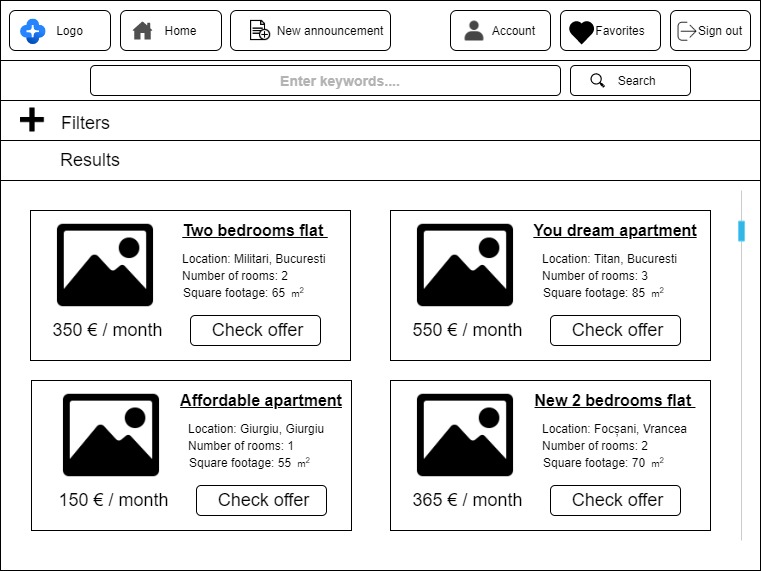 Logo
Home
New announcement
Account
Favorites
Sign out
Enter keywords....
Search
Filters
Results
Two bedrooms flat
Location: Militari, Bucuresti
Number of rooms: 2
Square footage: 65 m²
350 € / month
Check offer
You dream apartment
Location: Titan, Bucuresti
Number of rooms: 3
Square footage: 85 m²
550 € / month
Check offer
Affordable apartment
Location: Giurgiu, Giurgiu
Number of rooms: 1
Square footage: 55 m²
150 € / month
Check offer
New 2 bedrooms flat
Location: Focșani, Vrancea
Number of rooms: 2
Square footage: 70 m²
365 € / month
Check offer